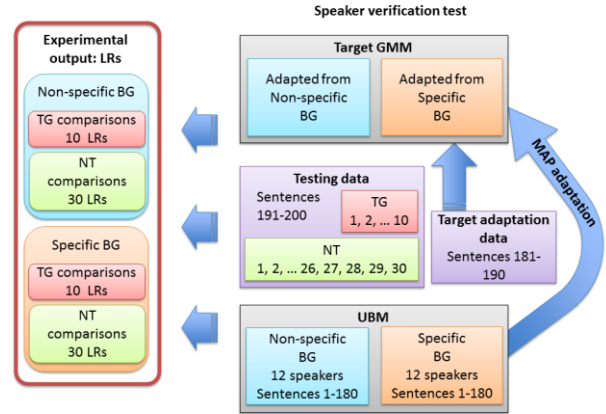 Speaker verification test
Experimental
output: LRs
Non-specific BG
TG comparisons
10 LRs
NT
comparisons
30 LRs
Specific BG
TG comparisons
10 LRs
NT
comparisons
30 LRs
Target GMM
Adapted from
Non-specific
BG
Adapted from
Specific
BG
Testing data
Sentences
191-200
TG
1, 2, ... 10
NT
1, 2, ... 26, 27, 28, 29, 30
Target adaptation
data
Sentences 181-
190
MAP adaptation
UBM
Non-specific
BG
12 speakers
Sentences 1-180
Specific
BG
12 speakers
Sentences 1-180